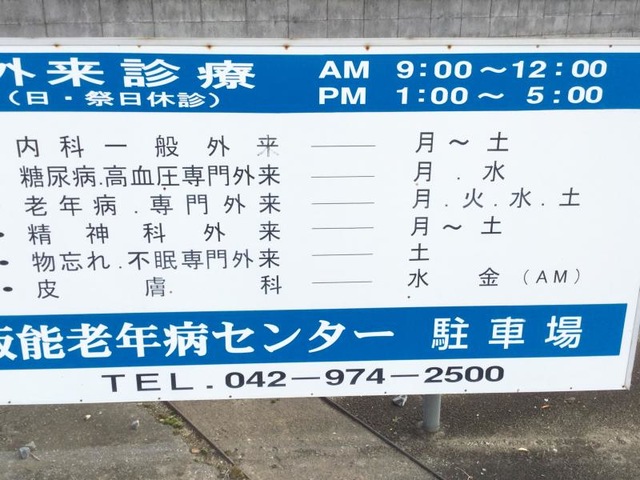 外来診療 AM 9:00～12:00
(日・祭日休診) PM 1:00～ 5:00
内科一般外来 ―― 月～土
糖尿病.高血圧専門外来 ―― 月.水
・老年病.専門外来 ―― 月.火.水.土
・精神科外来 ―― 月～土
・物忘れ.不眠専門外来 ―― 土
・皮膚科 ―― 水 金(AM)
能老年病センター 駐車場
TEL.042-974-2500